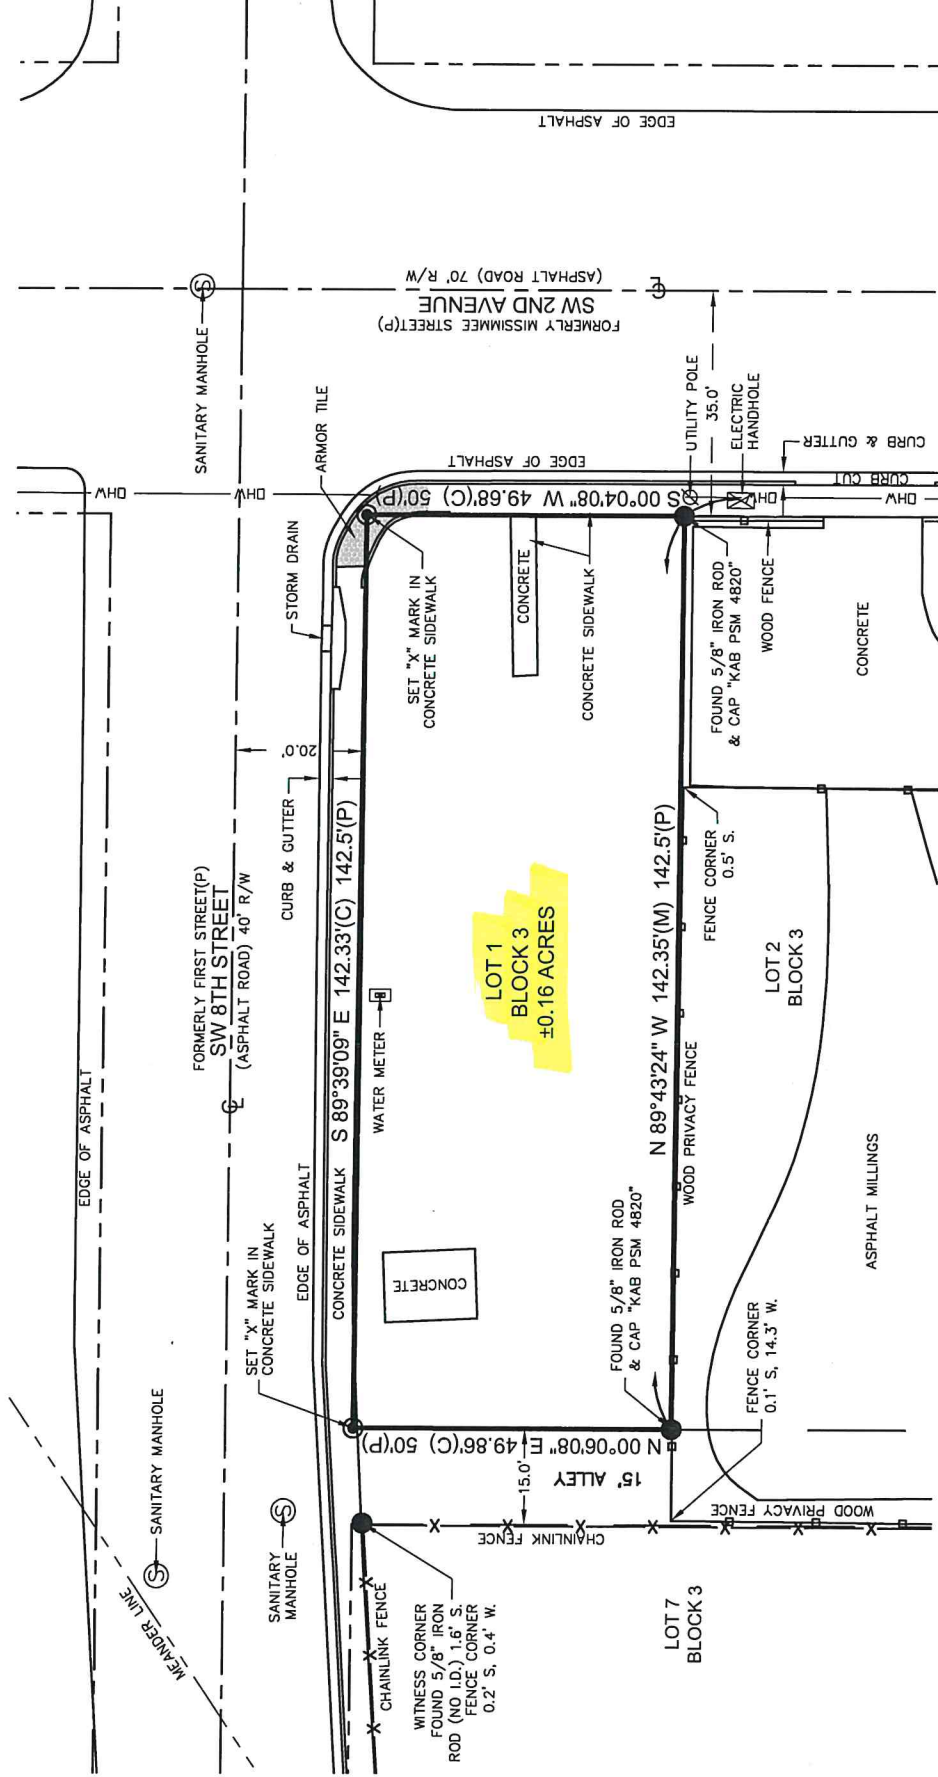 EDGE OF ASPHALT
SANITARY MANHOLE
FORMERLY MISSIMMEE STREET(P)
SW 2ND AVENUE
(ASPHALT ROAD) 70' R/W
℄
35.0'
UTILITY POLE
ELECTRIC
HANDHOLE
CURB & GUTTER
CURB CUT
EDGE OF ASPHALT
ARMOR TILE
OHW
OHW
OHW
OHW
STORM DRAIN
S 00°04'08" W 49.68'(C) 50'(P)
SET "X" MARK IN
CONCRETE SIDEWALK
CONCRETE
CONCRETE SIDEWALK
FOUND 5/8" IRON ROD
& CAP "KAB PSM 4820"
WOOD FENCE
CONCRETE
20.0'
CURB & GUTTER
FORMERLY FIRST STREET(P)
SW 8TH STREET
(ASPHALT ROAD) 40' R/W
℄
EDGE OF ASPHALT
S 89°39'09" E 142.33'(C) 142.5'(P)
WATER METER
LOT 1
BLOCK 3
±0.16 ACRES
N 89°43'24" W 142.35'(M) 142.5'(P)
WOOD PRIVACY FENCE
FENCE CORNER
0.5' S.
LOT 2
BLOCK 3
ASPHALT MILLINGS
EDGE OF ASPHALT
CONCRETE SIDEWALK
SET "X" MARK IN
CONCRETE SIDEWALK
CONCRETE
FOUND 5/8" IRON ROD
& CAP "KAB PSM 4820"
FENCE CORNER
0.1' S, 14.3' W.
N 00°06'08" E 49.86'(C) 50'(P)
15.0'
15' ALLEY
WOOD PRIVACY FENCE
CHAINLINK FENCE
SANITARY MANHOLE
SANITARY
MANHOLE
MEANDER LINE
CHAINLINK FENCE
WITNESS CORNER
FOUND 5/8" IRON
ROD (NO I.D.) 1.6' S.
FENCE CORNER
0.2' S, 0.4' W.
LOT 7
BLOCK 3
S
S
S